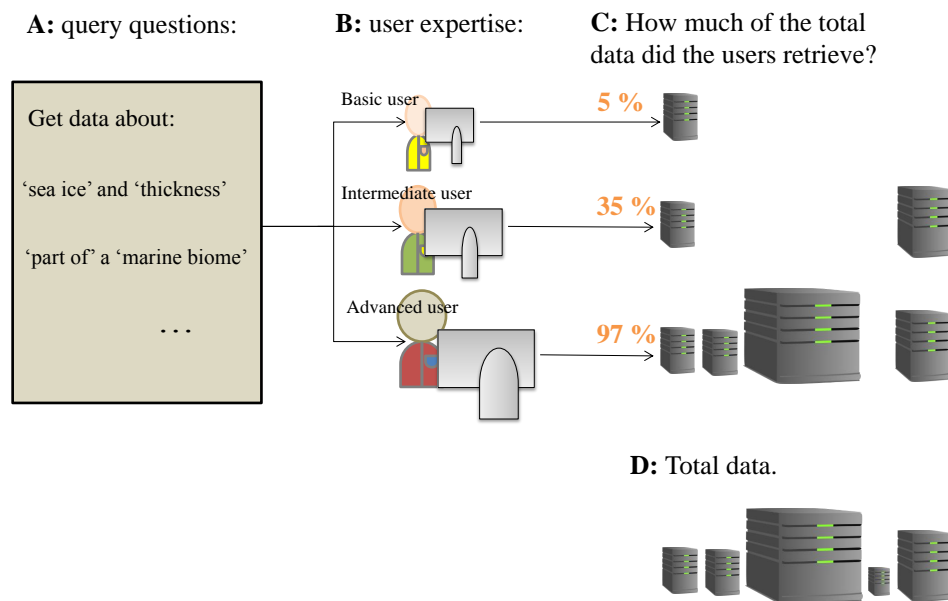 A: query questions:
B: user expertise:
C: How much of the total
data did the users retrieve?
Get data about:
‘sea ice’ and ‘thickness’
‘part of’ a ‘marine biome’
...
Basic user
5 %
Intermediate user
35 %
Advanced user
97 %
D: Total data.